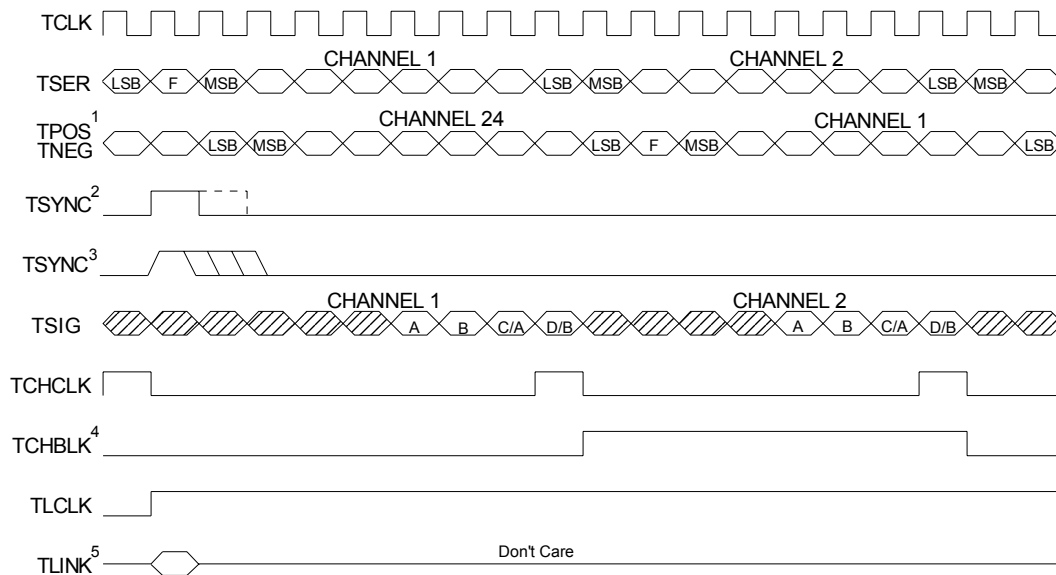 TCLK
CHANNEL 1 CHANNEL 2
TSER LSB F MSB LSB MSB LSB MSB
CHANNEL 24 CHANNEL 1
TPOS1
TNEG LSB MSB LSB F MSB LSB
TSYNC2
TSYNC3
CHANNEL 1 CHANNEL 2
TSIG A B C/A D/B A B C/A D/B
TCHCLK
TCHBLK4
TLCLK
TLINK5 Don't Care